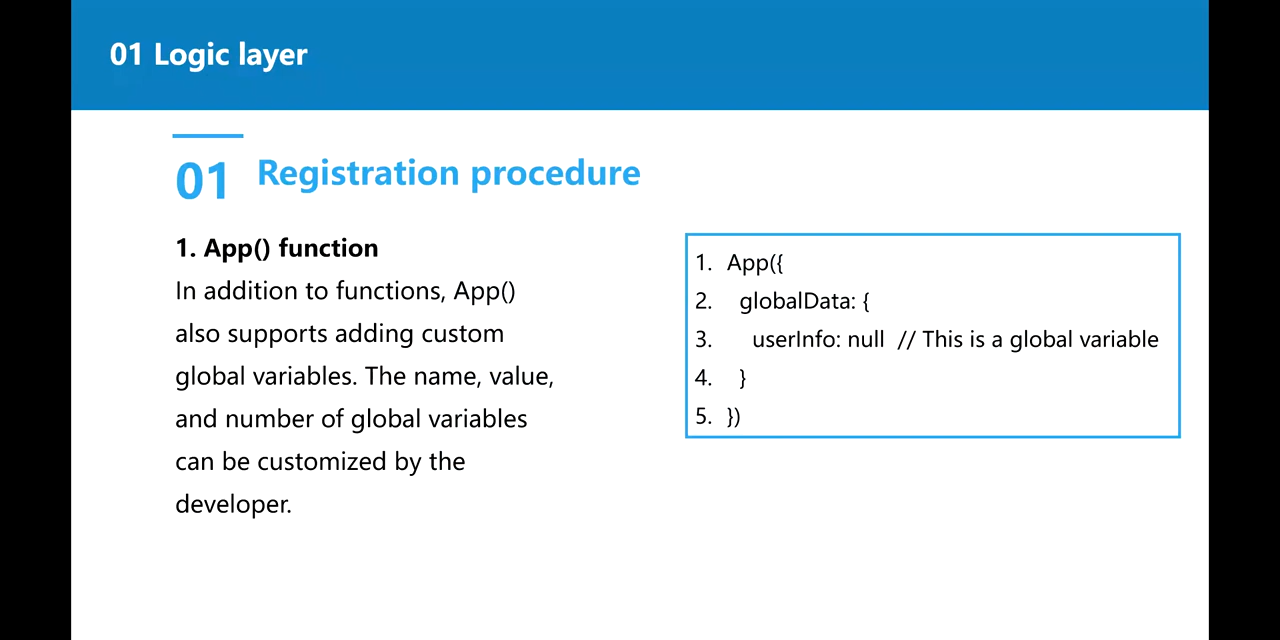 01 Logic layer
01 Registration procedure
1. App() function
In addition to functions, App()
also supports adding custom
global variables. The name, value,
and number of global variables
can be customized by the
developer.
1. App({
2. globalData: {
3. userInfo: null // This is a global variable
4. }
5. })